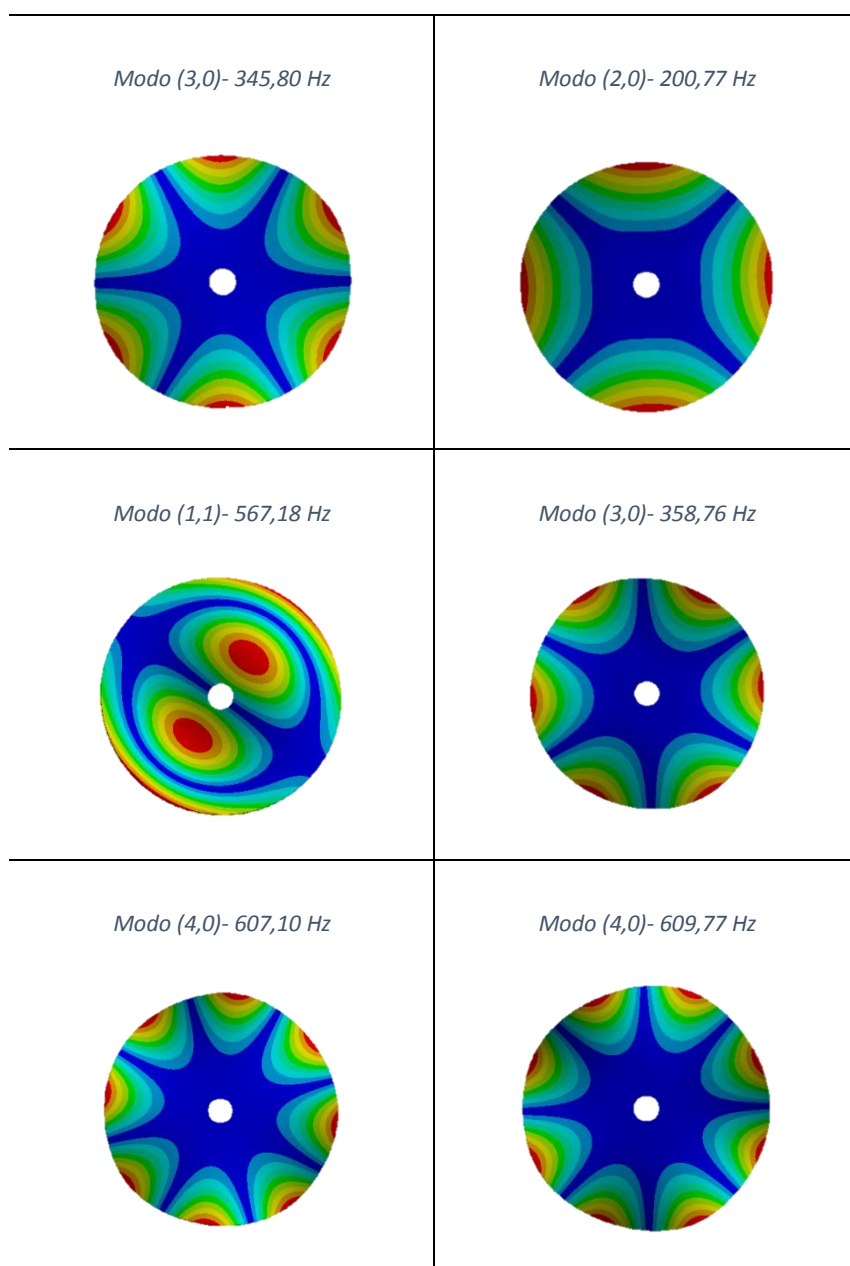 Modo (3,0)- 345,80 Hz
Modo (2,0)- 200,77 Hz
Modo (1,1)- 567,18 Hz
Modo (3,0)- 358,76 Hz
Modo (4,0)- 607,10 Hz
Modo (4,0)- 609,77 Hz